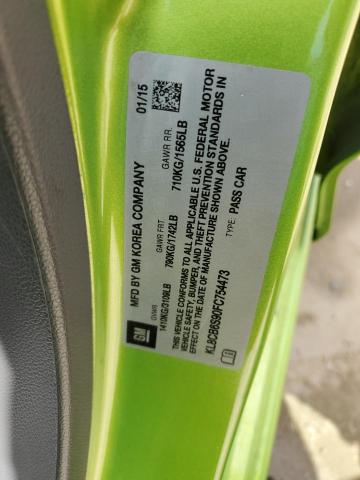 GM
MFD BY GM KOREA COMPANY
01/15
GVWR
GAWR FRT.
GAWR RR.
1410KG/3109LB
790KG/1742LB
710KG/1565LB
THIS VEHICLE CONFORMS TO ALL APPLICABLE U.S. FEDERAL MOTOR
VEHICLE SAFETY, BUMPER, AND THEFT PREVENTION STANDARDS IN
EFFECT ON THE DATE OF MANUFACTURE SHOWN ABOVE.
KL8CB6S90FC754473
TYPE: PASS CAR